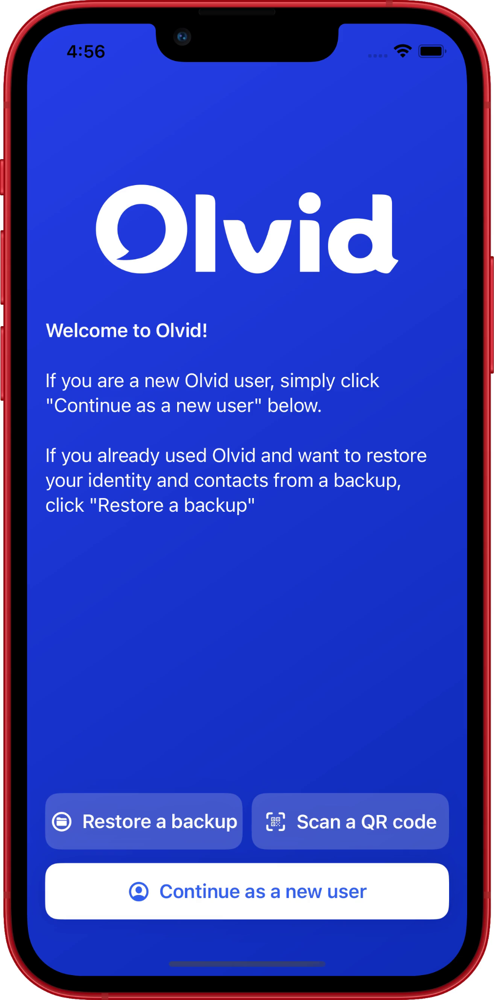 4:56
Olvid
Welcome to Olvid!
If you are a new Olvid user, simply click
"Continue as a new user" below.
If you already used Olvid and want to restore
your identity and contacts from a backup,
click "Restore a backup"
Restore a backup
Scan a QR code
Continue as a new user